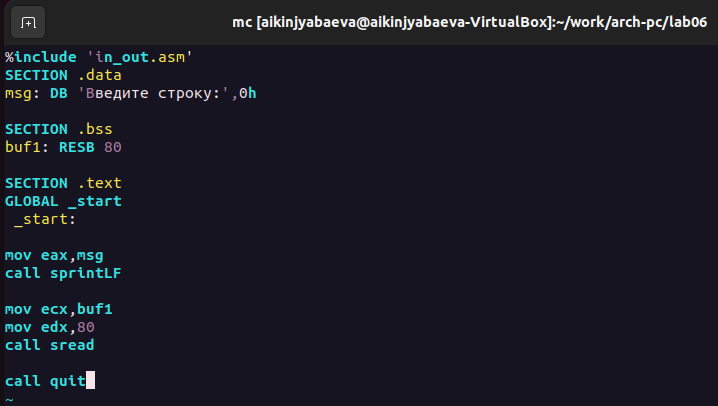 mc [aikinjyabaeva@aikinjyabaeva-VirtualBox]:~/work/arch-pc/lab06
%include 'in_out.asm'
SECTION .data
msg: DB 'Введите строку:',0h
SECTION .bss
buf1: RESB 80
SECTION .text
GLOBAL _start
_start:
mov eax,msg
call sprintLF
mov ecx,buf1
mov edx,80
call sread
call quit
~